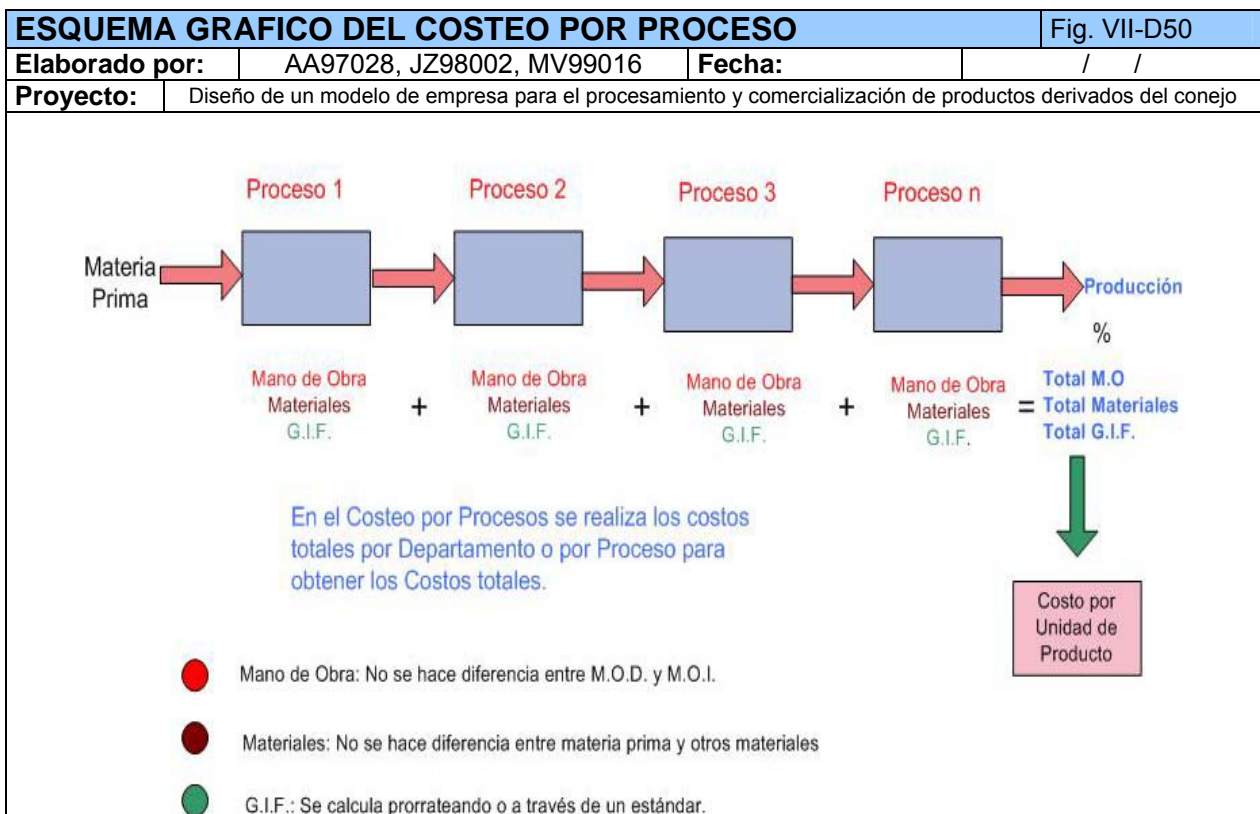 ESQUEMA GRAFICO DEL COSTEO POR PROCESO Fig. VII-D50
Elaborado por: AA97028, JZ98002, MV99016 Fecha: / /
Proyecto: Diseño de un modelo de empresa para el procesamiento y comercialización de productos derivados del conejo
Proceso 1 Proceso 2 Proceso 3 Proceso n
Materia
Prima
Producción
%
Mano de Obra Mano de Obra Mano de Obra Mano de Obra Total M.O
Materiales + Materiales + Materiales + Materiales = Total Materiales
G.I.F. G.I.F. G.I.F. G.I.F. Total G.I.F.
En el Costeo por Procesos se realiza los costos
totales por Departamento o por Proceso para
obtener los Costos totales.
Costo por
Unidad de
Producto
Mano de Obra: No se hace diferencia entre M.O.D. y M.O.I.
Materiales: No se hace diferencia entre materia prima y otros materiales
G.I.F.: Se calcula prorrateando o a través de un estándar.